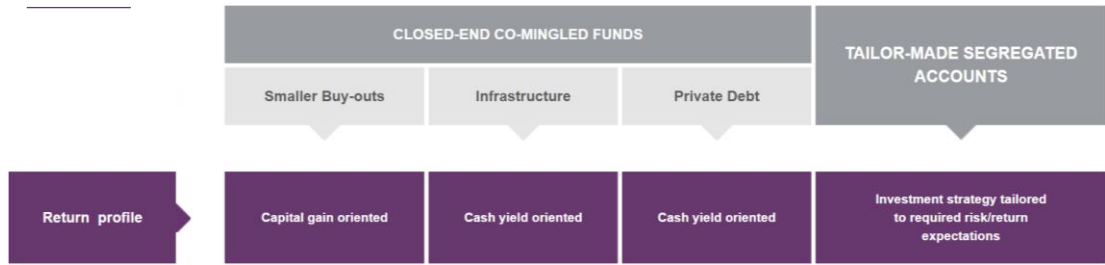 CLOSED-END CO-MINGLED FUNDS
TAILOR-MADE SEGREGATED
ACCOUNTS
Smaller Buy-outs
Infrastructure
Private Debt
Return profile
Capital gain oriented
Cash yield oriented
Cash yield oriented
Investment strategy tailored
to required risk/return
expectations